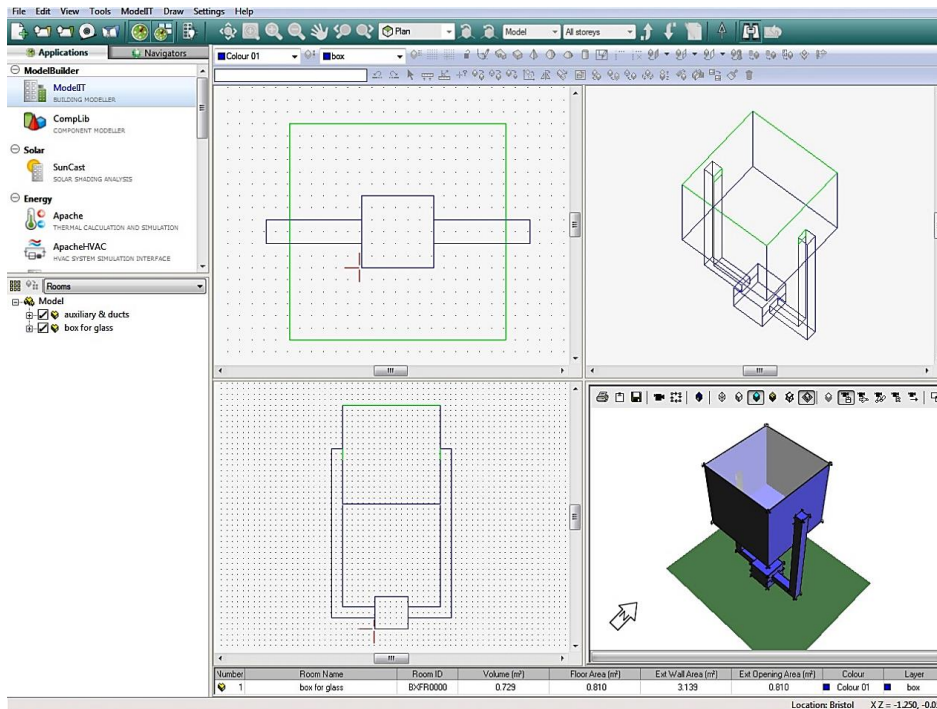 File Edit View Tools ModelIT Draw Settings Help
Plan Model All storeys
Applications Navigators
Colour 01 box
ModelBuilder
ModelIT
BUILDING MODELLER
CompLib
COMPONENT MODELLER
Solar
SunCast
SOLAR SHADING ANALYSIS
Energy
Apache
THERMAL CALCULATION AND SIMULATION
ApacheHVAC
HVAC SYSTEM SIMULATION INTERFACE
Rooms
Model
auxiliary & ducts
box for glass
Number Room Name Room ID Volume (m²) Floor Area (m²) Ext Wall Area (m²) Ext Opening Area (m²) Colour Layer
1 box for glass BXFR0000 0.729 0.810 3.139 0.810 Colour 01 box
Location: Bristol X Z = -1.250, -0.0